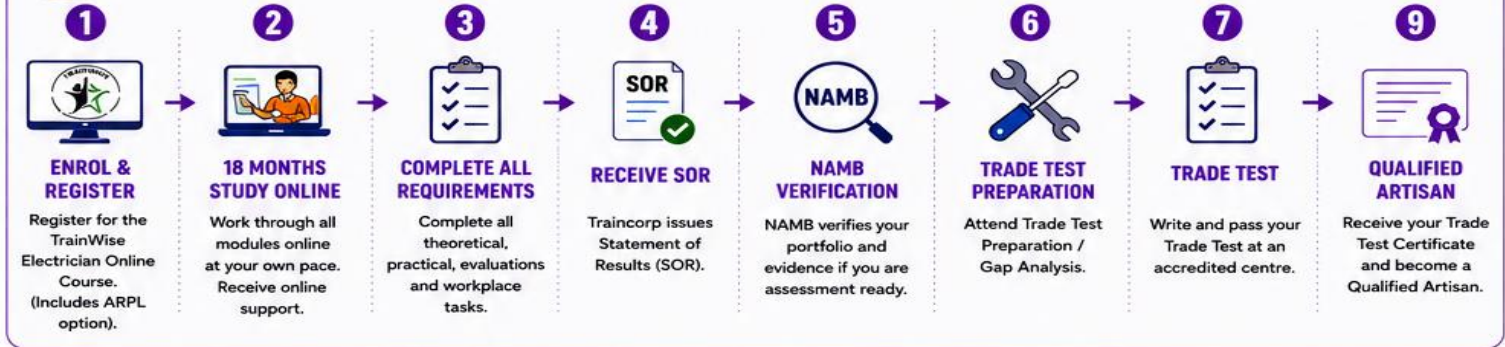 1
ENROL &
REGISTER
Register for the
TrainWise
Electrician Online
Course.
(Includes ARPL
option).
2
18 MONTHS
STUDY ONLINE
Work through all
modules online
at your own pace.
Receive online
support.
3
COMPLETE ALL
REQUIREMENTS
Complete all
theoretical,
practical, evaluations
and workplace
tasks.
4
SOR
RECEIVE SOR
Traincorp issues
Statement of
Results (SOR).
5
NAMB
NAMB
VERIFICATION
NAMB verifies your
portfolio and
evidence if you are
assessment ready.
6
TRADE TEST
PREPARATION
Attend Trade Test
Preparation /
Gap Analysis.
7
TRADE TEST
Write and pass your
Trade Test at an
accredited centre.
9
QUALIFIED
ARTISAN
Receive your Trade
Test Certificate
and become a
Qualified Artisan.